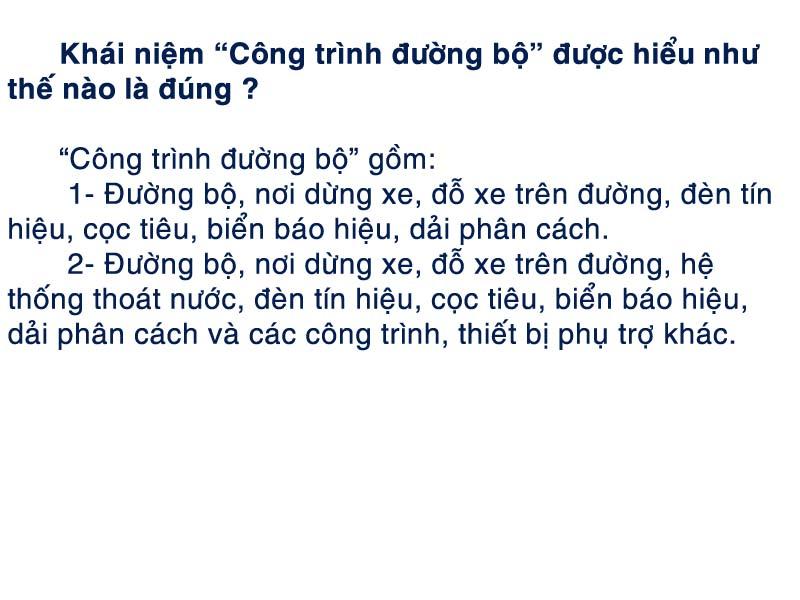 Khái niệm “Công trình đường bộ” được hiểu như
thế nào là đúng ?
“Công trình đường bộ” gồm:
1- Đường bộ, nơi dừng xe, đỗ xe trên đường, đèn tín
hiệu, cọc tiêu, biển báo hiệu, dải phân cách.
2- Đường bộ, nơi dừng xe, đỗ xe trên đường, hệ
thống thoát nước, đèn tín hiệu, cọc tiêu, biển báo hiệu,
dải phân cách và các công trình, thiết bị phụ trợ khác.